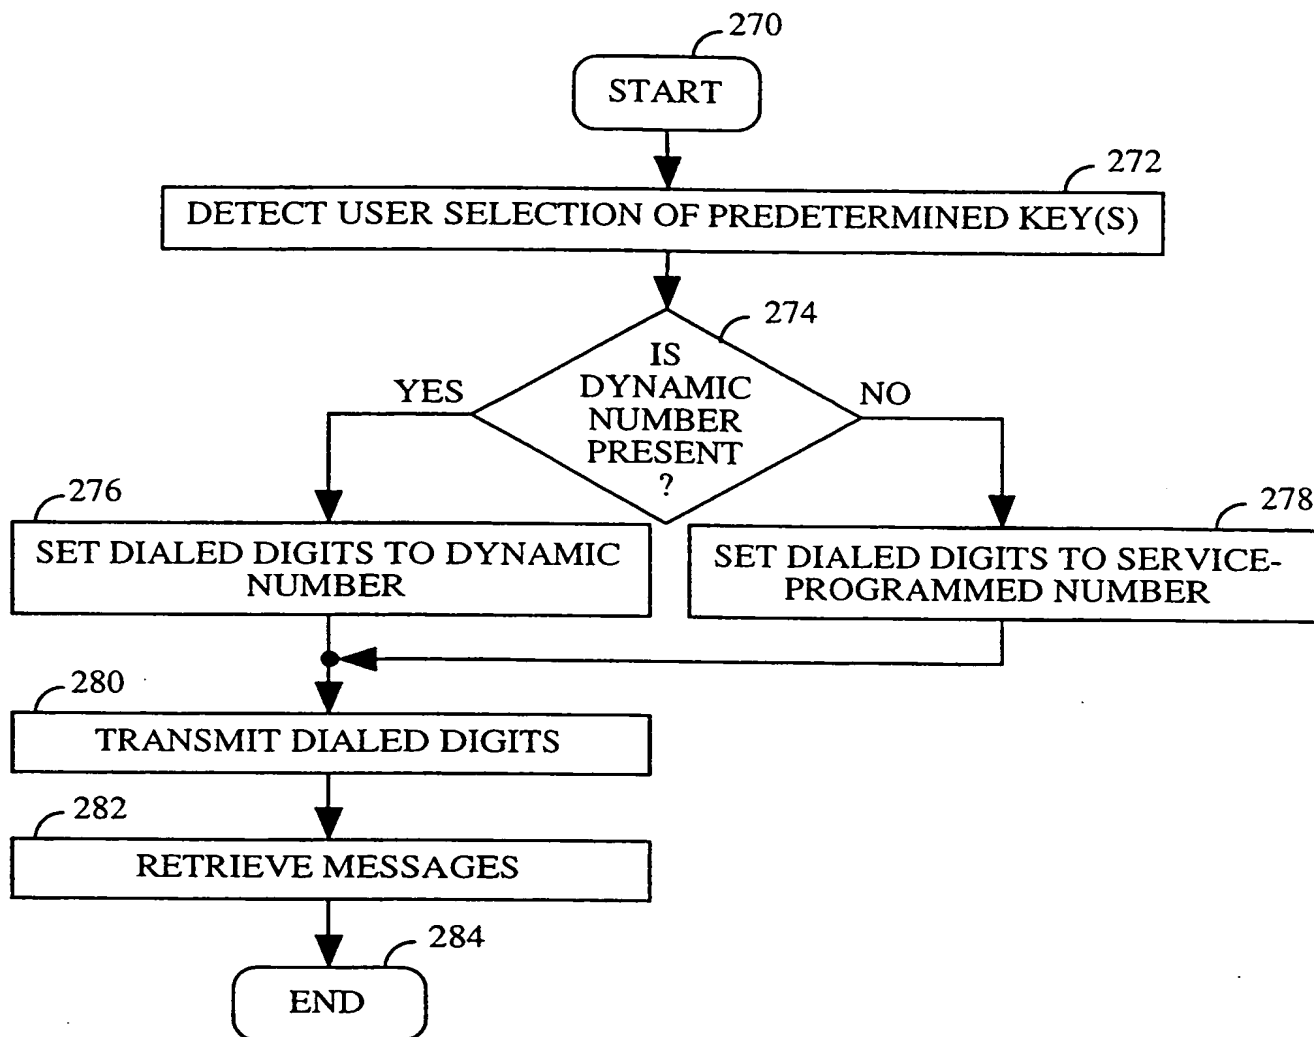 270
START
272
DETECT USER SELECTION OF PREDETERMINED KEY(S)
274
IS
DYNAMIC
NUMBER
PRESENT
?
YES
NO
276
SET DIALED DIGITS TO DYNAMIC
NUMBER
278
SET DIALED DIGITS TO SERVICE-
PROGRAMMED NUMBER
280
TRANSMIT DIALED DIGITS
282
RETRIEVE MESSAGES
284
END